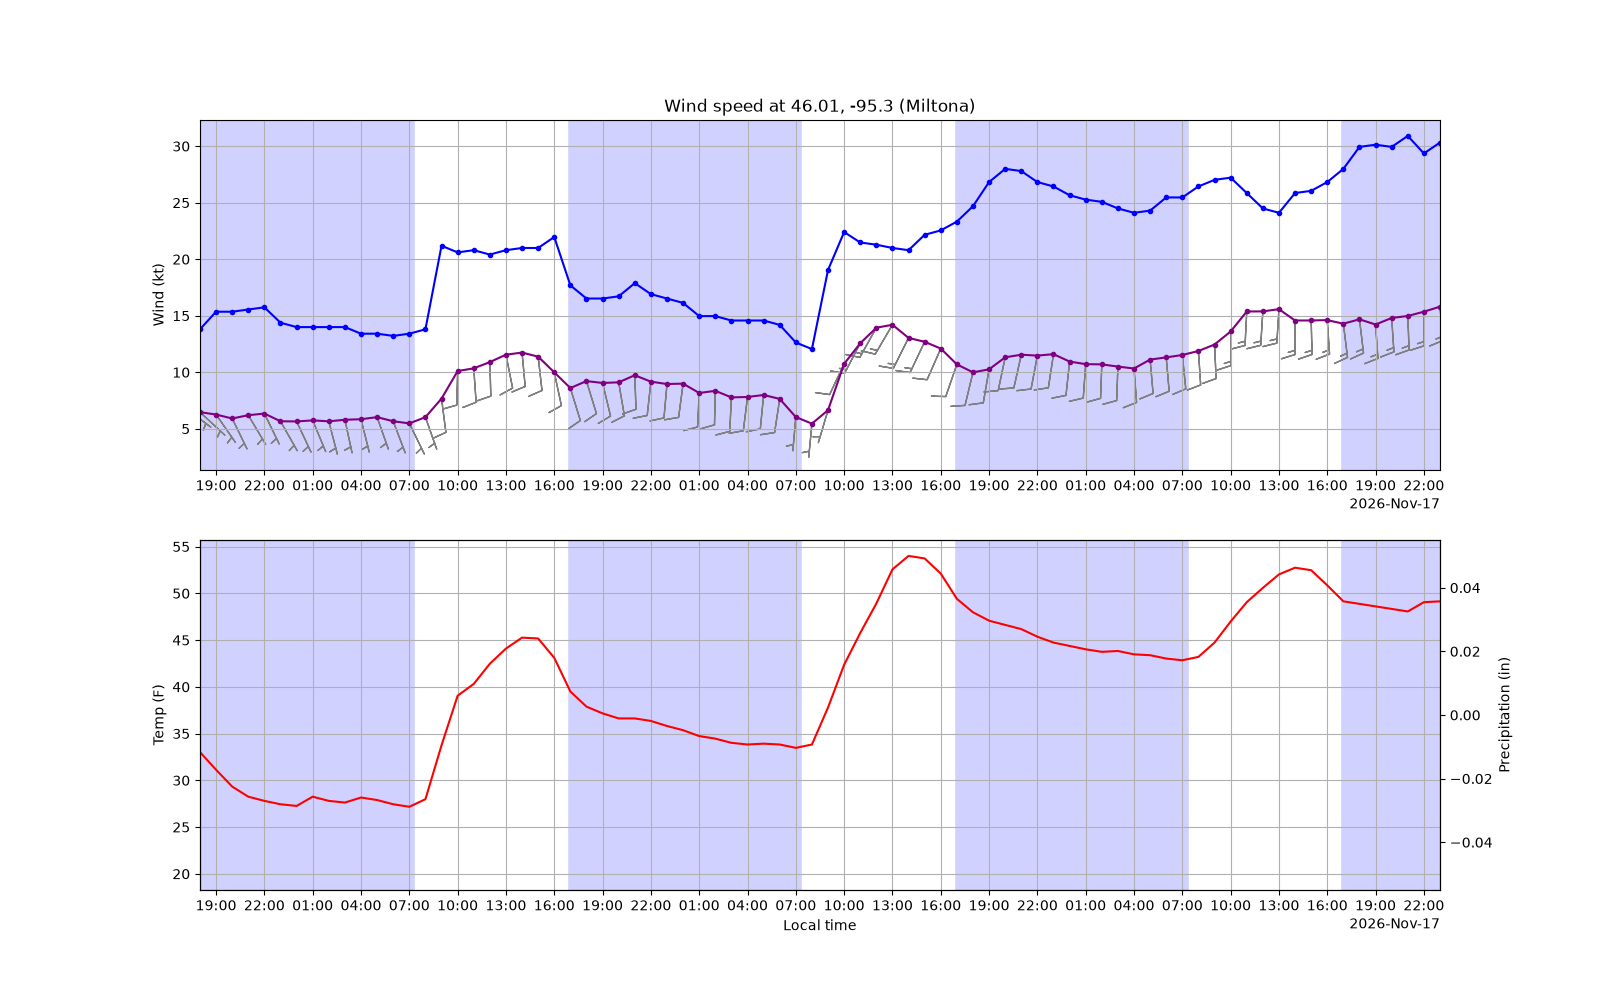 Wind speed at 46.01, -95.3 (Miltona)
30
25
20
15
10
5
Wind (kt)
19:00 22:00 01:00 04:00 07:00 10:00 13:00 16:00 19:00 22:00 01:00 04:00 07:00 10:00 13:00 16:00 19:00 22:00 01:00 04:00 07:00 10:00 13:00 16:00 19:00 22:00
2026-Nov-17
55
50
45
40
35
30
25
20
Temp (F)
0.04
0.02
0.00
−0.02
−0.04
Precipitation (in)
19:00 22:00 01:00 04:00 07:00 10:00 13:00 16:00 19:00 22:00 01:00 04:00 07:00 10:00 13:00 16:00 19:00 22:00 01:00 04:00 07:00 10:00 13:00 16:00 19:00 22:00
Local time
2026-Nov-17